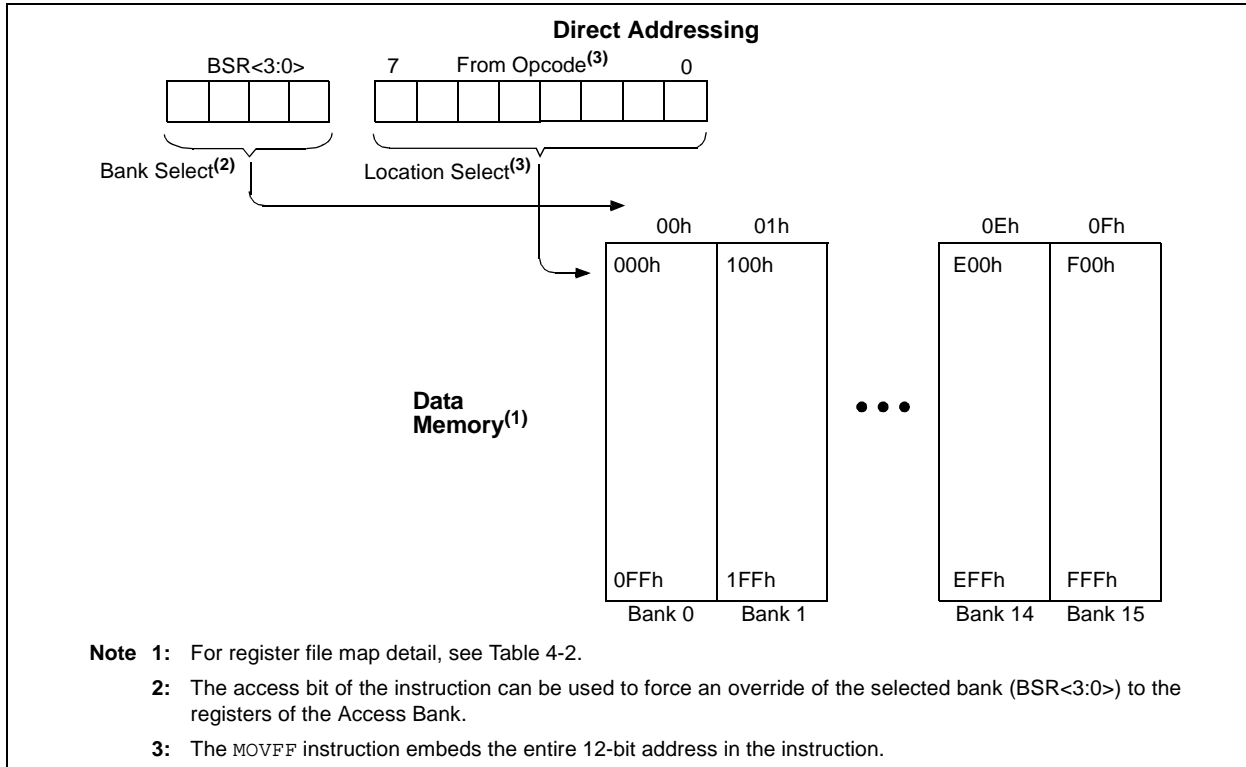 Direct Addressing
BSR<3:0> 7 From Opcode(3) 0
Bank Select(2) Location Select(3)
00h 01h 0Eh 0Fh
000h 100h E00h F00h
Data
Memory(1)
0FFh 1FFh EFFh FFFh
Bank 0 Bank 1 Bank 14 Bank 15
Note 1: For register file map detail, see Table 4-2.
2: The access bit of the instruction can be used to force an override of the selected bank (BSR<3:0>) to the
registers of the Access Bank.
3: The MOVFF instruction embeds the entire 12-bit address in the instruction.